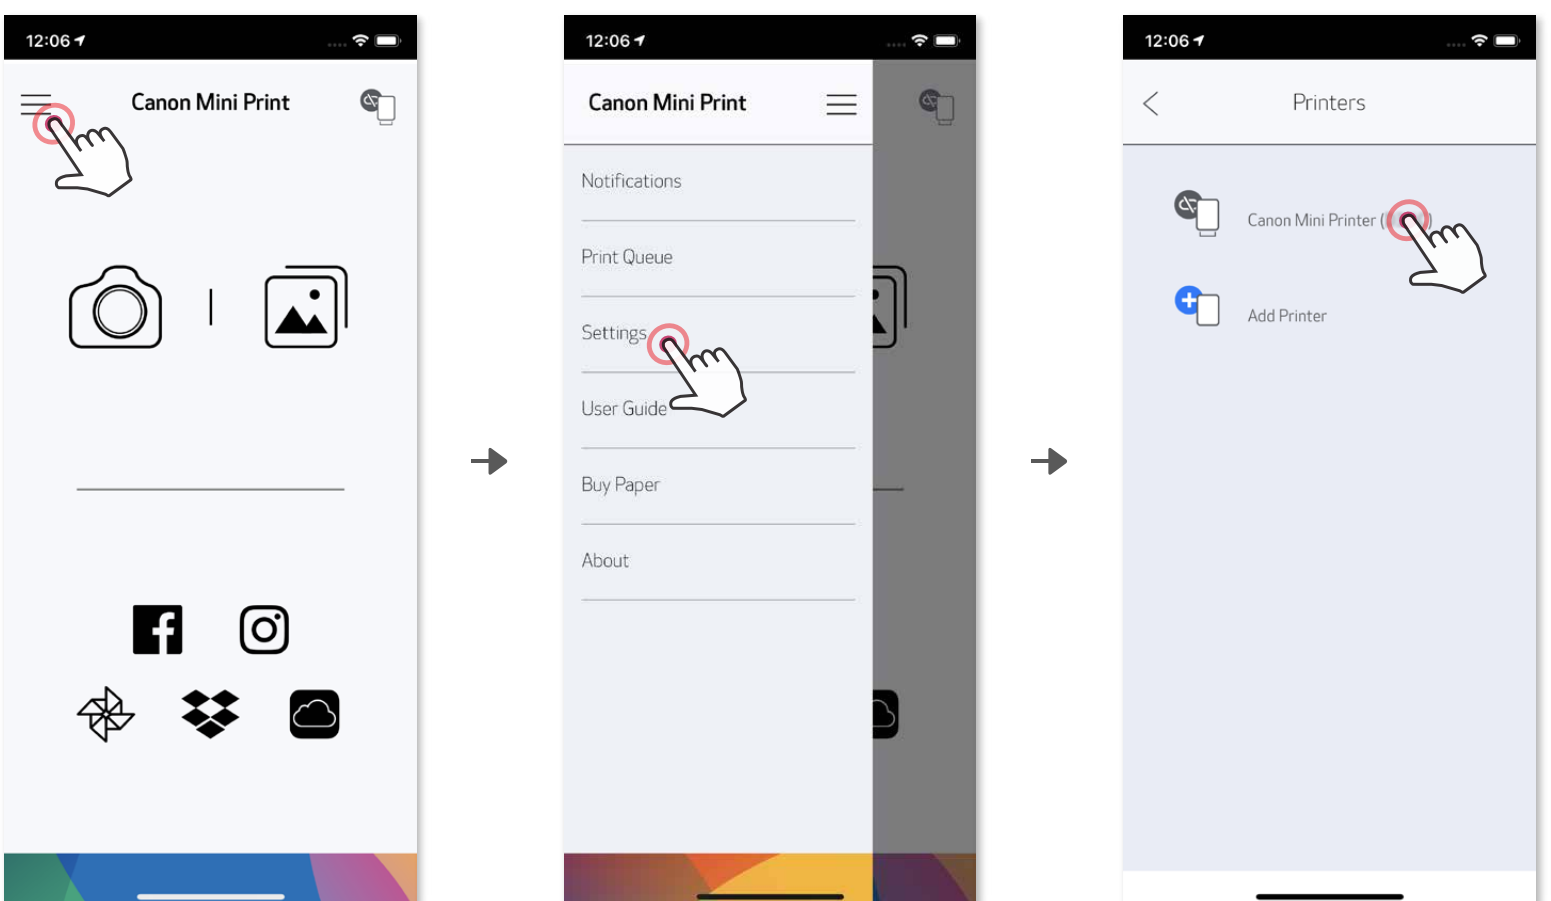 12:06
Canon Mini Print
12:06
Canon Mini Print
Notifications
Print Queue
Settings
User Guide
Buy Paper
About
12:06
Printers
Canon Mini Printer ( )
Add Printer